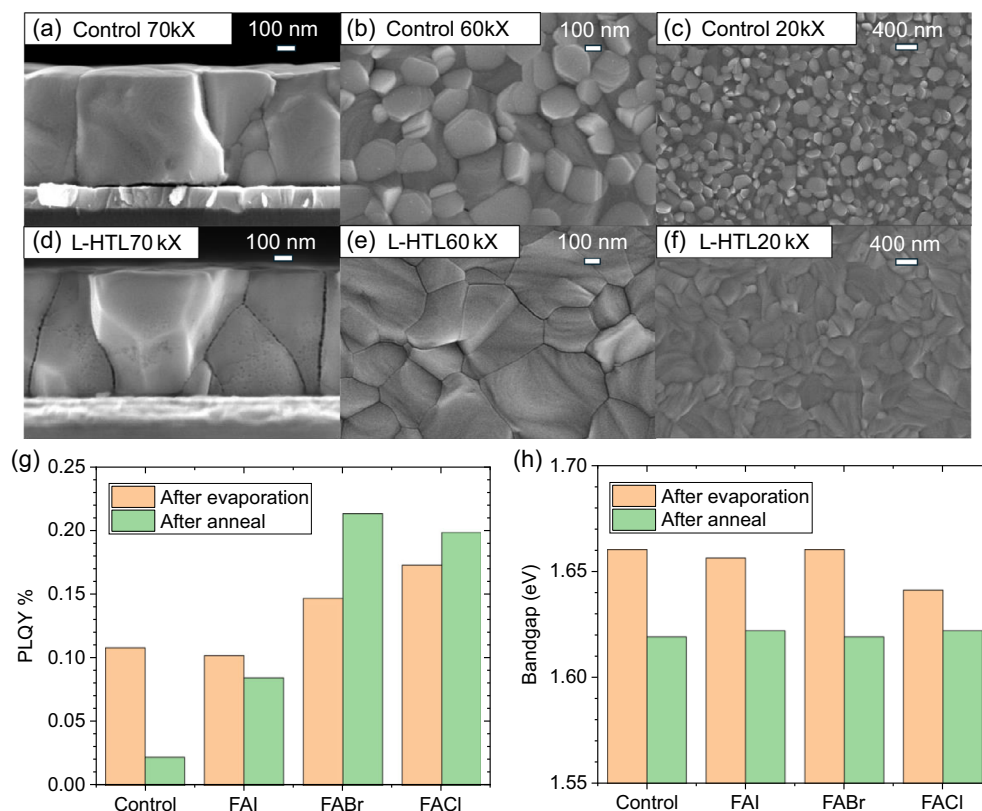 (a) Control 70kX 100 nm
(b) Control 60kX 100 nm
(c) Control 20kX 400 nm
(d) L-HTL70 kX 100 nm
(e) L-HTL60 kX 100 nm
(f) L-HTL20 kX 400 nm
(g)
0.25
0.20
0.15
0.10
0.05
0.00
PLQY %
After evaporation
After anneal
Control FAI FABr FACl
(h)
1.70
1.65
1.60
1.55
Bandgap (eV)
After evaporation
After anneal
Control FAI FABr FACl